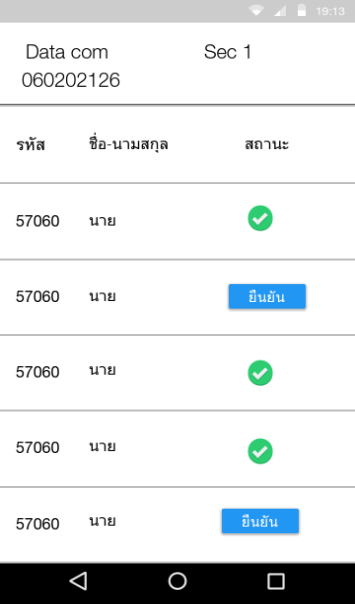 19:13
Data com Sec 1
060202126
รหัส ชื่อ-นามสกุล สถานะ
57060 นาย
57060 นาย ยืนยัน
57060 นาย
57060 นาย
57060 นาย ยืนยัน